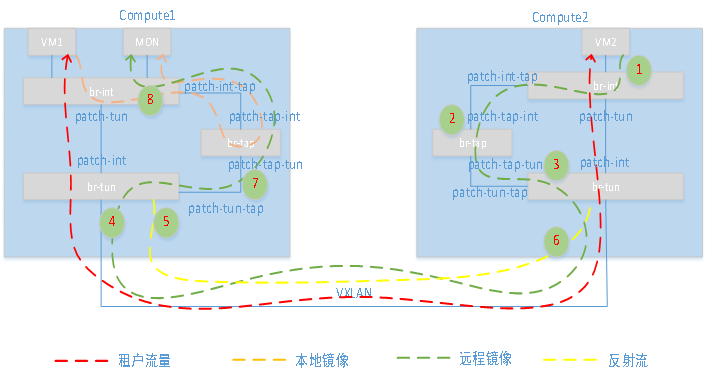 Compute1
Compute2
VM1
MON
VM2
1
br-int
8
patch-int-tap
patch-int-tap
br-int
patch-tun
patch-tap-int
2
patch-tap-int
patch-tun
br-tap
br-tap
patch-int
patch-tap-tun
patch-tap-tun
3
patch-int
br-tun
7
patch-tun-tap
patch-tun-tap
br-tun
4
5
6
VXLAN
租户流量
本地镜像
远程镜像
反射流